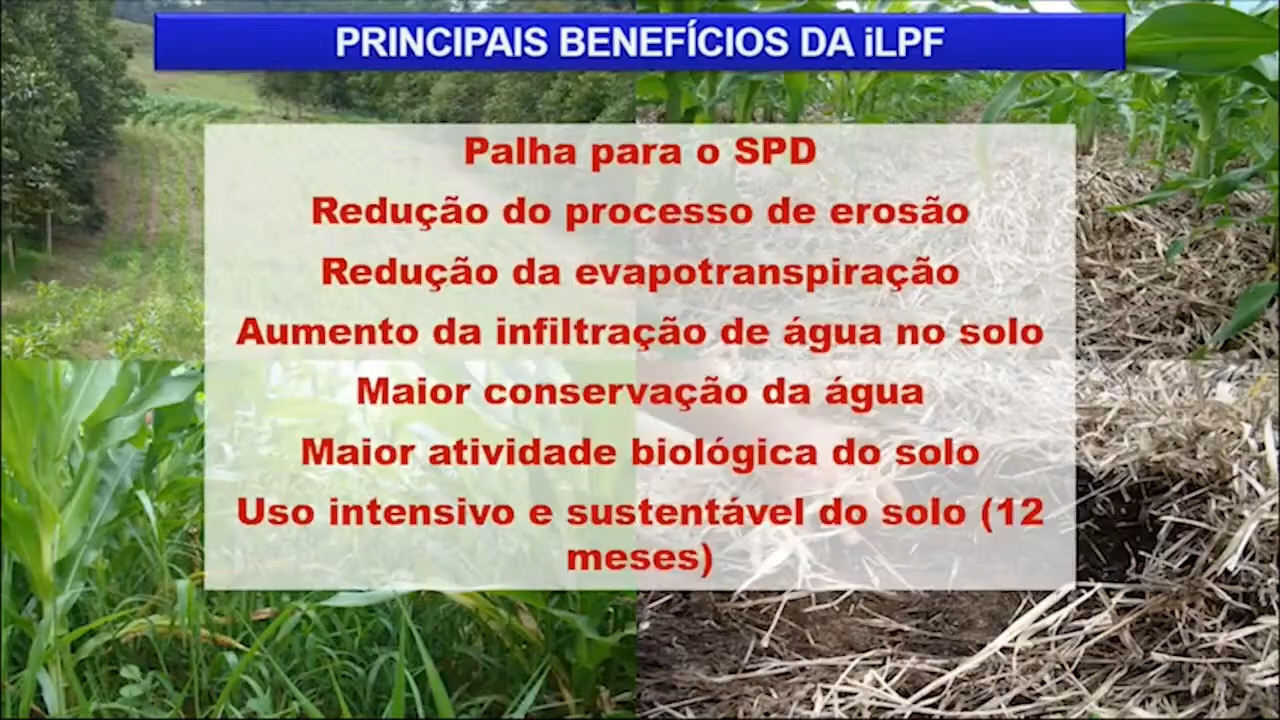 PRINCIPAIS BENEFÍCIOS DA iLPF
Palha para o SPD
Redução do processo de erosão
Redução da evapotranspiração
Aumento da infiltração de água no solo
Maior conservação da água
Maior atividade biológica do solo
Uso intensivo e sustentável do solo (12
meses)